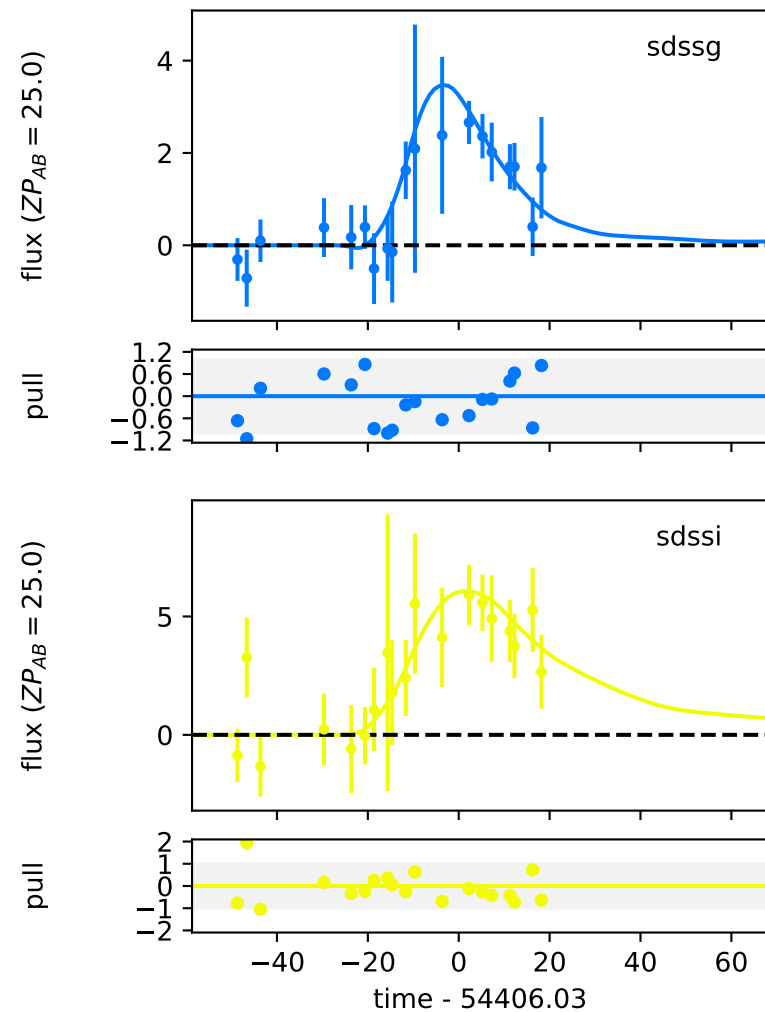 sdssg
flux (ZP_AB = 25.0)
4
2
0
pull
1.2
0.6
0.0
−0.6
−1.2
sdssi
flux (ZP_AB = 25.0)
5
0
pull
2
1
0
−1
−2
−40 −20 0 20 40 60
time - 54406.03